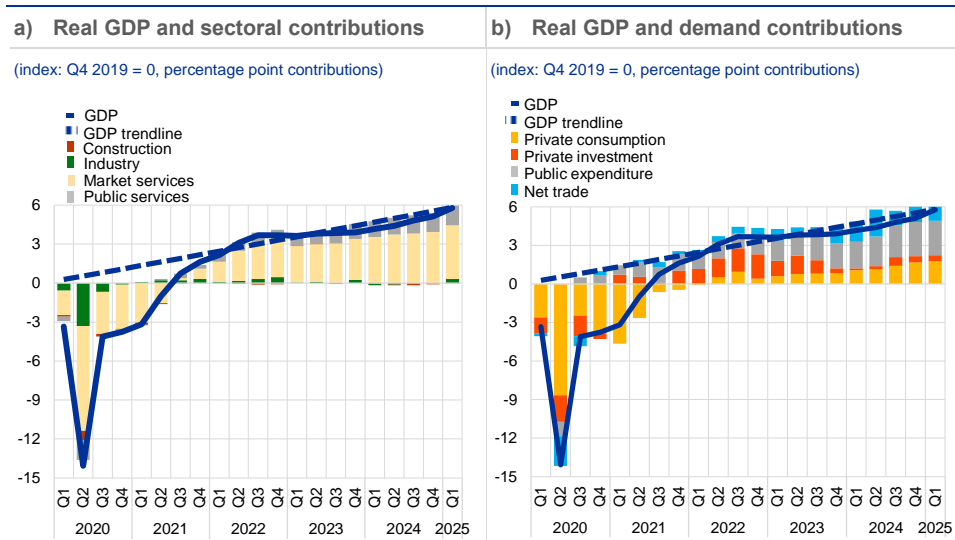 a) Real GDP and sectoral contributions
(index: Q4 2019 = 0, percentage point contributions)
GDP
GDP trendline
Construction
Industry
Market services
Public services
6
3
0
-3
-6
-9
-12
-15
Q1 Q2 Q3 Q4 Q1 Q2 Q3 Q4 Q1 Q2 Q3 Q4 Q1 Q2 Q3 Q4 Q1 Q2 Q3 Q4 Q1
2020 2021 2022 2023 2024 2025
b) Real GDP and demand contributions
(index: Q4 2019 = 0, percentage point contributions)
GDP
GDP trendline
Private consumption
Private investment
Public expenditure
Net trade
6
3
0
-3
-6
-9
-12
-15
Q1 Q2 Q3 Q4 Q1 Q2 Q3 Q4 Q1 Q2 Q3 Q4 Q1 Q2 Q3 Q4 Q1 Q2 Q3 Q4 Q1
2020 2021 2022 2023 2024 2025